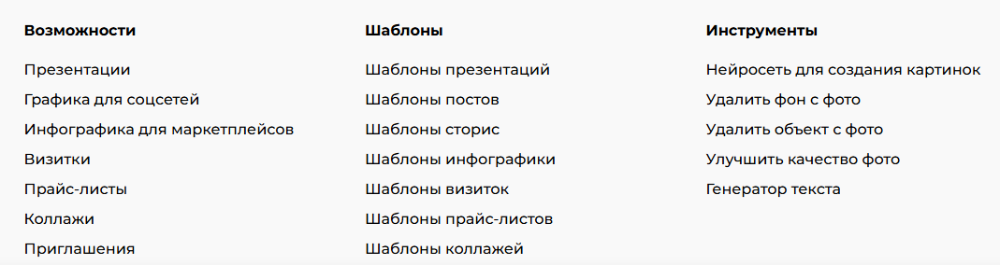 Возможности
Презентации
Графика для соцсетей
Инфографика для маркетплейсов
Визитки
Прайс-листы
Коллажи
Приглашения
Шаблоны
Шаблоны презентаций
Шаблоны постов
Шаблоны сторис
Шаблоны инфографики
Шаблоны визиток
Шаблоны прайс-листов
Шаблоны коллажей
Инструменты
Нейросеть для создания картинок
Удалить фон с фото
Удалить объект с фото
Улучшить качество фото
Генератор текста